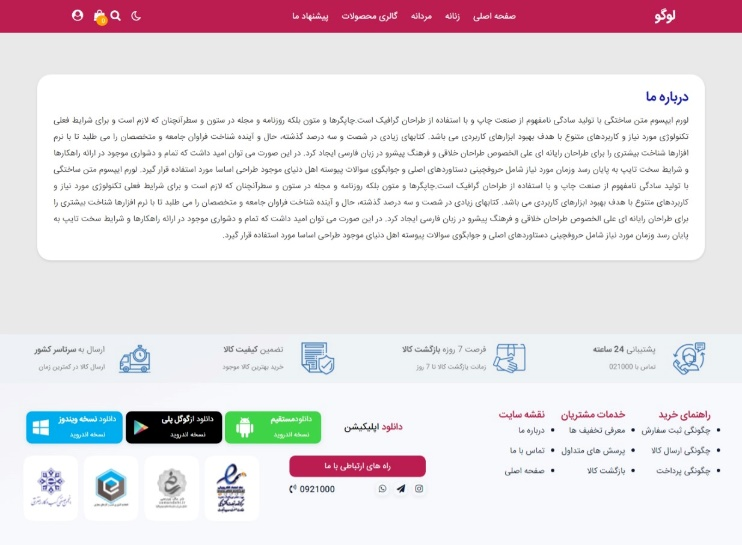 لوگو
صفحه اصلی
زنانه
مردانه
گالری محصولات
پیشنهاد ما
0
درباره ما
لورم ایپسوم متن ساختگی با تولید سادگی نامفهوم از صنعت چاپ و با استفاده از طراحان گرافیک است.چاپگرها و متون بلکه روزنامه و مجله در ستون و سطرآنچنان که لازم است و برای شرایط فعلی
تکنولوژی مورد نیاز و کاربردهای متنوع با هدف بهبود ابزارهای کاربردی می باشد. کتابهای زیادی در شصت و سه درصد گذشته، حال و آینده شناخت فراوان جامعه و متخصصان را می طلبد تا با نرم
افزارها شناخت بیشتری را برای طراحان رایانه ای علی الخصوص طراحان خلاقی و فرهنگ پیشرو در زبان فارسی ایجاد کرد. در این صورت می توان امید داشت که تمام و دشواری موجود در ارائه راهکارها
و شرایط سخت تایپ به پایان رسد وزمان مورد نیاز شامل حروفچینی دستاوردهای اصلی و جوابگوی سوالات پیوسته اهل دنیای موجود طراحی اساسا مورد استفاده قرار گیرد. لورم ایپسوم متن ساختگی
با تولید سادگی نامفهوم از صنعت چاپ و با استفاده از طراحان گرافیک است.چاپگرها و متون بلکه روزنامه و مجله در ستون و سطرآنچنان که لازم است و برای شرایط فعلی تکنولوژی مورد نیاز و
کاربردهای متنوع با هدف بهبود ابزارهای کاربردی می باشد. کتابهای زیادی در شصت و سه درصد گذشته، حال و آینده شناخت فراوان جامعه و متخصصان را می طلبد تا با نرم افزارها شناخت بیشتری را
برای طراحان رایانه ای علی الخصوص طراحان خلاقی و فرهنگ پیشرو در زبان فارسی ایجاد کرد. در این صورت می توان امید داشت که تمام و دشواری موجود در ارائه راهکارها و شرایط سخت تایپ به
پایان رسد وزمان مورد نیاز شامل حروفچینی دستاوردهای اصلی و جوابگوی سوالات پیوسته اهل دنیای موجود طراحی اساسا مورد استفاده قرار گیرد.
پشتیبانی 24 ساعته
تماس با 021000
فرصت 7 روزه بازگشت کالا
ضمانت بازگشت کالا تا 7 روز
تضمین کیفیت کالا
خرید بهترین کالا موجود
ارسال به سرتاسر کشور
ارسال کالا در کمترین زمان
راهنمای خرید
چگونگی ثبت سفارش
چگونگی ارسال کالا
چگونگی پرداخت
خدمات مشتریان
معرفی تخفیف ها
پرسش های متداول
بازگشت کالا
نقشه سایت
درباره ما
تماس با ما
صفحه اصلی
دانلود اپلیکیشن
دانلودمستقیم
نسخه اندروید
دانلود ازگوگل پلی
نسخه اندروید
دانلود نسخه ویندوز
نسخه اندروید
راه های ارتباطی با ما
0921000